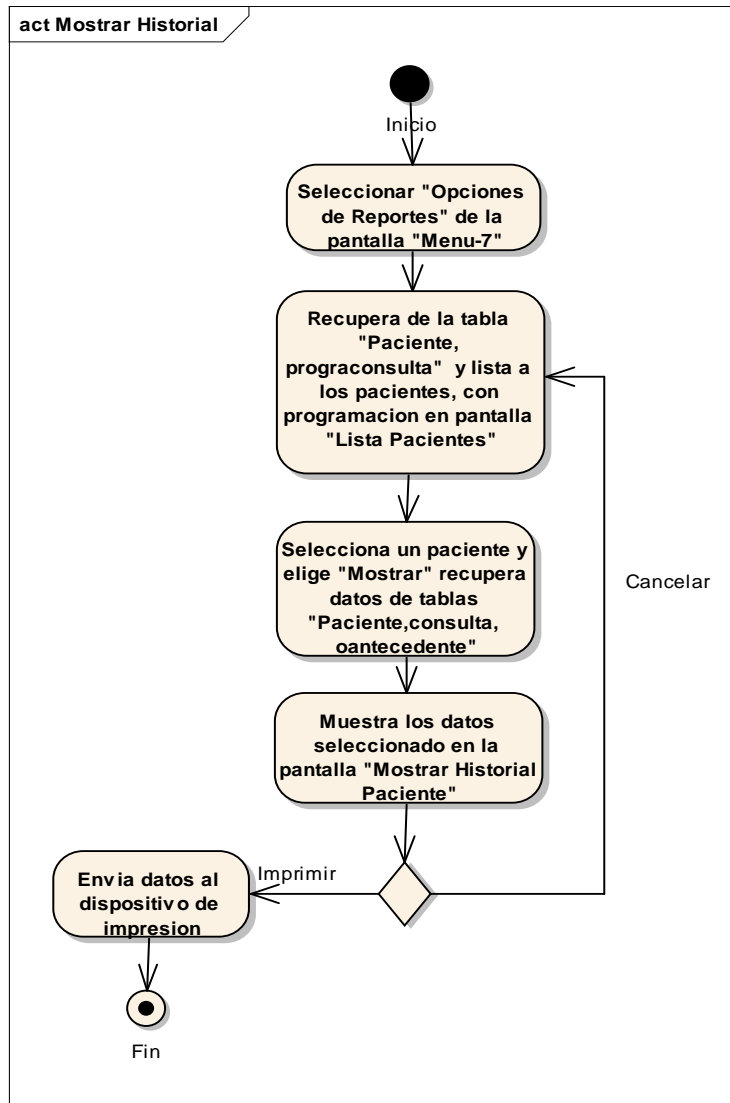 act Mostrar Historial
Inicio
Seleccionar "Opciones
de Reportes" de la
pantalla "Menu-7"
Recupera de la tabla
"Paciente,
prograconsulta" y lista a
los pacientes, con
programacion en pantalla
"Lista Pacientes"
Selecciona un paciente y
elige "Mostrar" recupera
datos de tablas
"Paciente,consulta,
oantecedente"
Cancelar
Muestra los datos
seleccionado en la
pantalla "Mostrar Historial
Paciente"
Imprimir
Envia datos al
dispositivo de
impresion
Fin